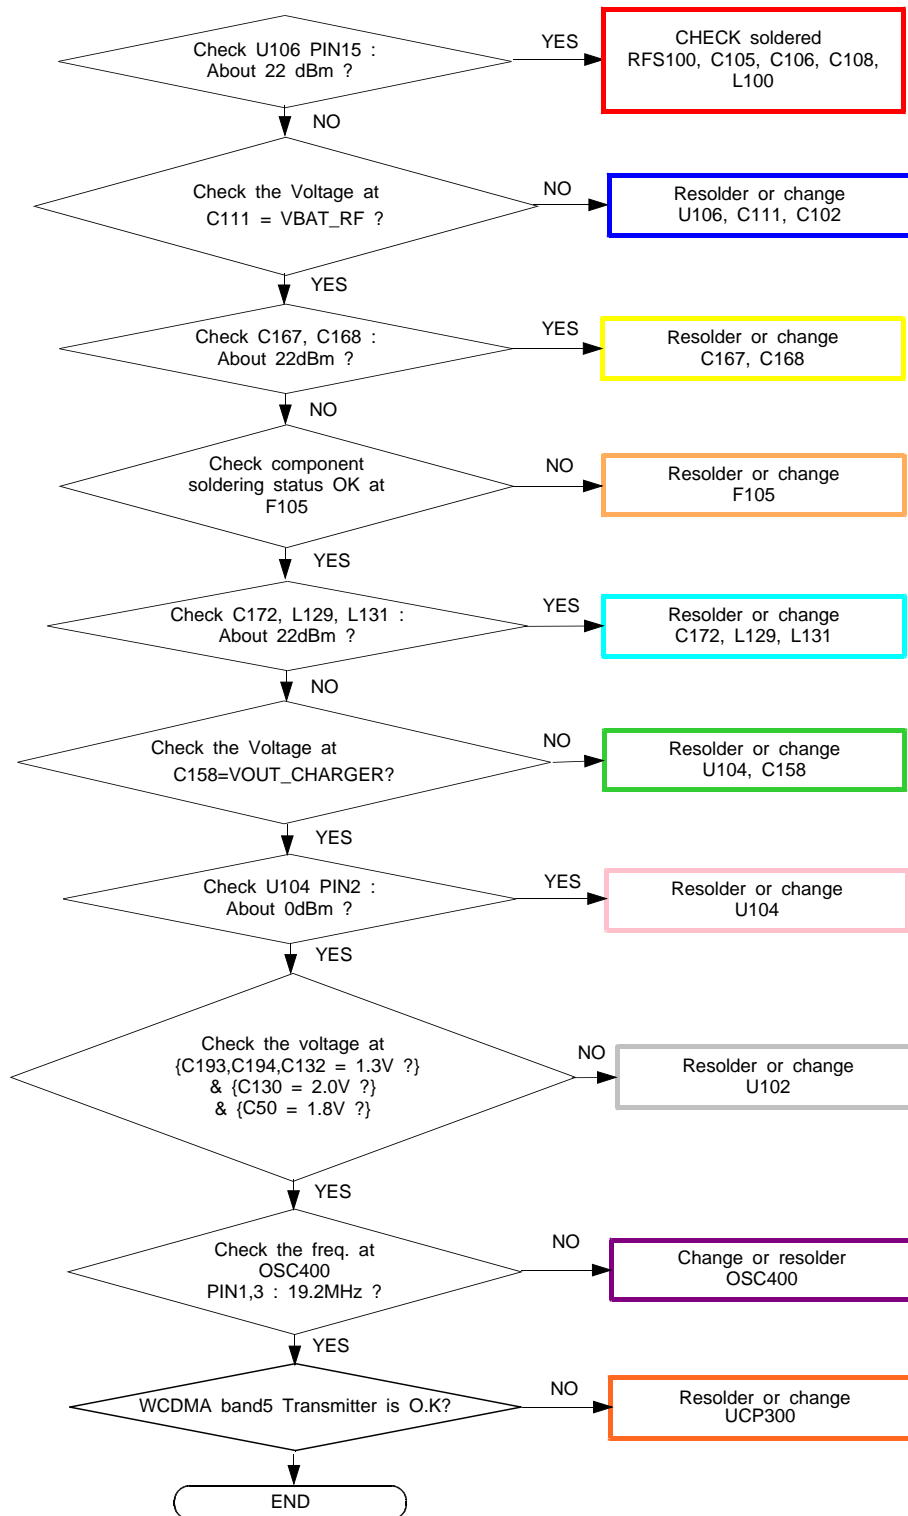 Check U106 PIN15 :
About 22 dBm ?
YES
CHECK soldered
RFS100, C105, C106, C108,
L100
NO
Check the Voltage at
C111 = VBAT_RF ?
NO
Resolder or change
U106, C111, C102
YES
Check C167, C168 :
About 22dBm ?
YES
Resolder or change
C167, C168
NO
Check component
soldering status OK at
F105
NO
Resolder or change
F105
YES
Check C172, L129, L131 :
About 22dBm ?
YES
Resolder or change
C172, L129, L131
NO
Check the Voltage at
C158=VOUT_CHARGER?
NO
Resolder or change
U104, C158
YES
Check U104 PIN2 :
About 0dBm ?
YES
Resolder or change
U104
YES
Check the voltage at
{C193,C194,C132 = 1.3V ?}
& {C130 = 2.0V ?}
& {C50 = 1.8V ?}
NO
Resolder or change
U102
YES
Check the freq. at
OSC400
PIN1,3 : 19.2MHz ?
NO
Change or resolder
OSC400
YES
WCDMA band5 Transmitter is O.K?
NO
Resolder or change
UCP300
END